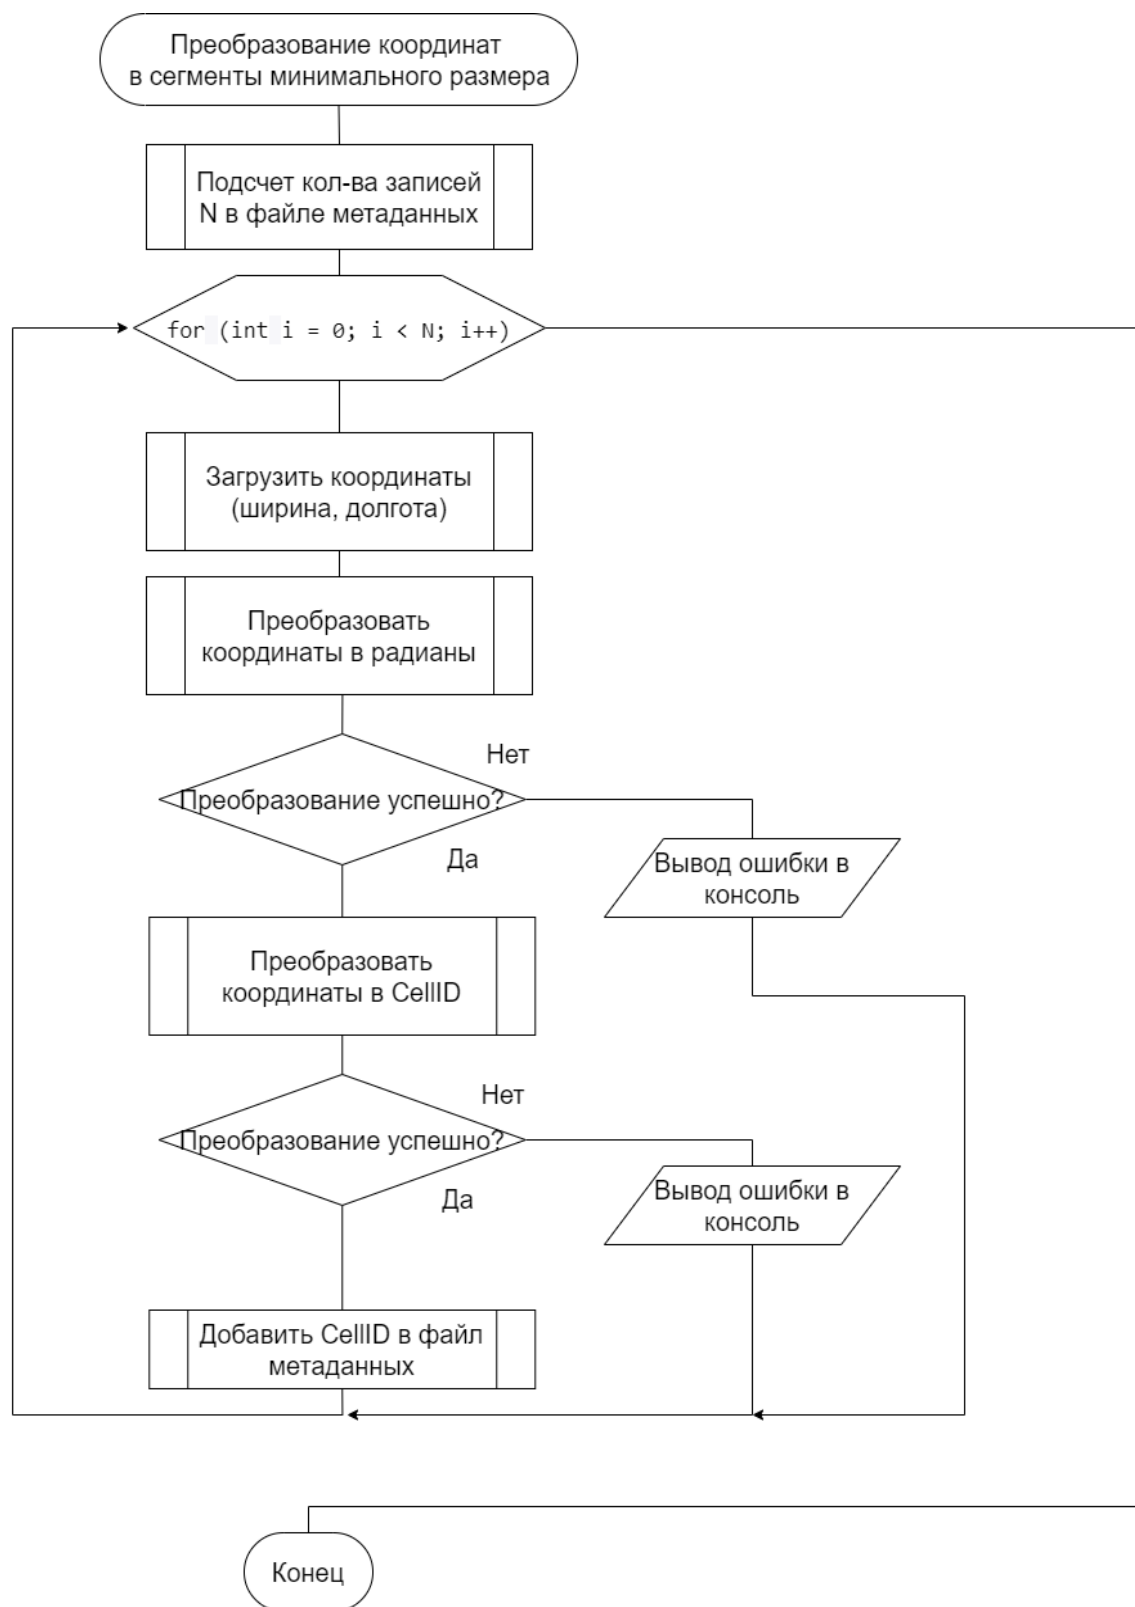 Преобразование координат
в сегменты минимального размера
Подсчет кол-ва записей
N в файле метаданных
for (int i = 0; i < N; i++)
Загрузить координаты
(ширина, долгота)
Преобразовать
координаты в радианы
Нет
Преобразование успешно?
Да
Вывод ошибки в
консоль
Преобразовать
координаты в CellID
Нет
Преобразование успешно?
Да
Вывод ошибки в
консоль
Добавить CellID в файл
метаданных
Конец